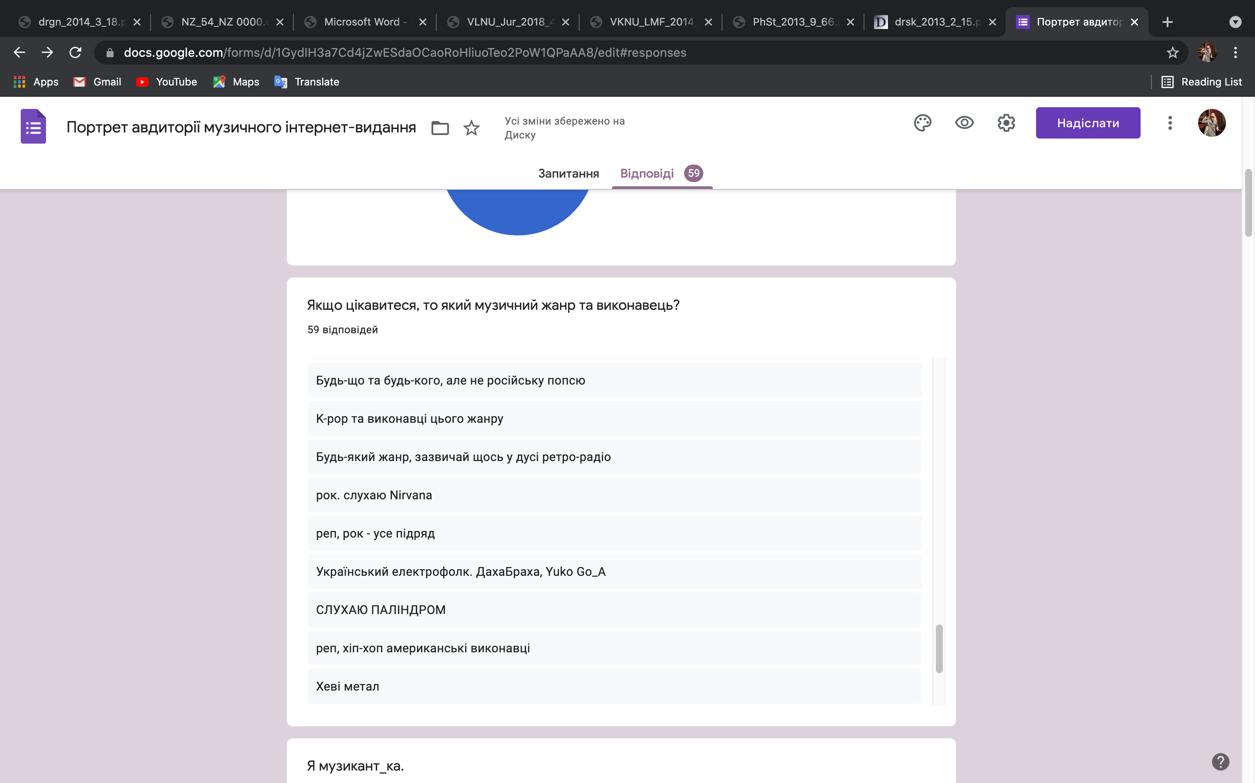 drgn_2014_3_18.p
NZ_54_NZ 0000.
Microsoft Word -
VLNU_Jur_2018_
VKNU_LMF_2014
PhSt_2013_9_66.
drsk_2013_2_15.p
Портрет авдитор
docs.google.com/forms/d/1GydIH3a7Cd4jZwESdaOCaoRoHliuoTeo2PoW1QPaAA8/edit#responses
Apps Gmail YouTube Maps Translate Reading List
Портрет авдиторії музичного інтернет-видання
Усі зміни збережено на
Диску
Надіслати
Запитання Відповіді 59
Якщо цікавитеся, то який музичний жанр та виконавець?
59 відповідей
Будь-що та будь-кого, але не російську попсю
K-pop та виконавці цього жанру
Будь-який жанр, зазвичай щось у дусі ретро-радіо
рок. слухаю Nirvana
реп, рок - усе підряд
Український електрофолк. ДахаБраха, Yuko Go_A
СЛУХАЮ ПАЛІНДРОМ
реп, хіп-хоп американські виконавці
Хеві метал
Я музикант_ка.